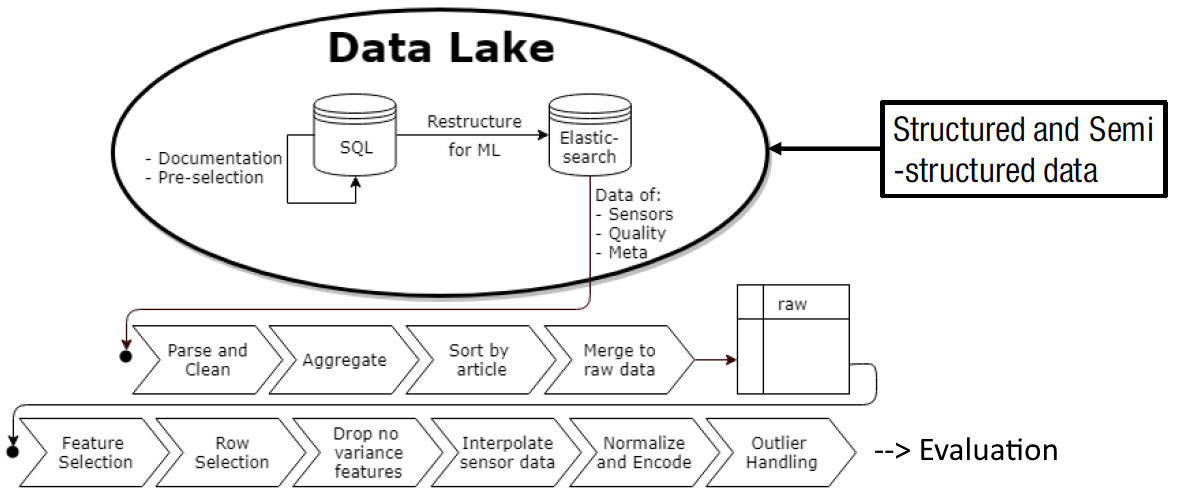 Data Lake
SQL
Restructure
for ML
Elastic-
search
- Documentation
- Pre-selection
Structured and Semi
-structured data
Data of:
- Sensors
- Quality
- Meta
Parse and
Clean
Aggregate
Sort by
article
Merge to
raw data
raw
Feature
Selection
Row
Selection
Drop no
variance
features
Interpolate
sensor data
Normalize
and Encode
Outlier
Handling
--> Evaluation